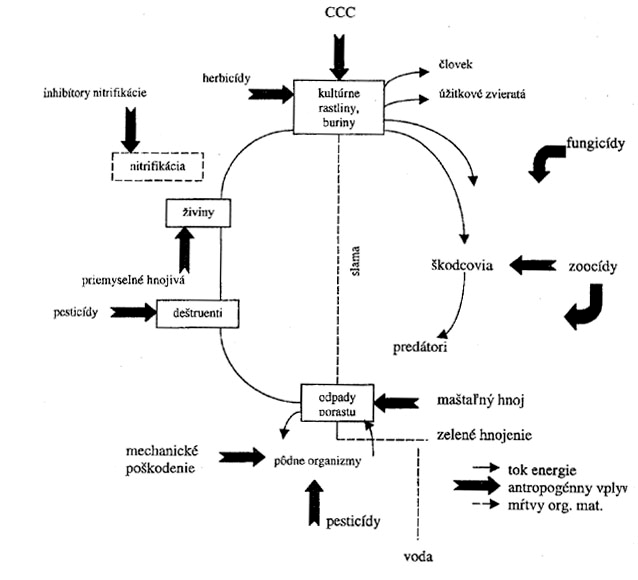 CCC
herbicídy
kultúrne
rastliny,
buriny
človek
úžitkové zvieratá
inhibítory nitrifikácie
nitrifikácia
fungicídy
živiny
slama
škodcovia
zoocídy
priemyselné hnojivá
pesticídy
deštruenti
predátori
odpady
porastu
maštaľný hnoj
zelené hnojenie
mechanické
poškodenie
pôdne organizmy
tok energie
antropogénny vplyv
mŕtvy org. mat.
pesticídy
voda